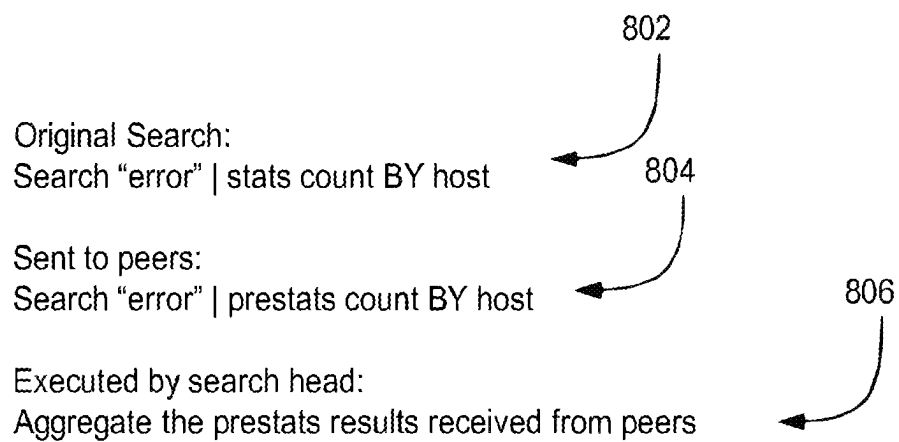 802
Original Search:
Search “error” | stats count BY host
804
Sent to peers:
Search “error” | prestats count BY host
806
Executed by search head:
Aggregate the prestats results received from peers